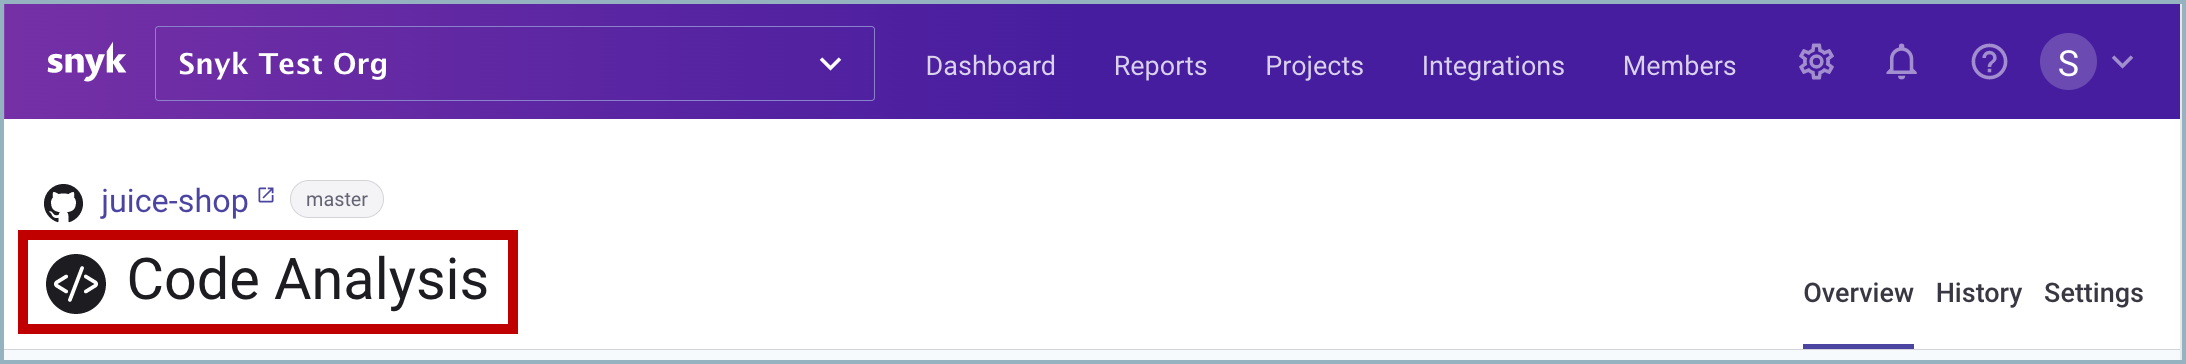 snyk Snyk Test Org Dashboard Reports Projects Integrations Members ? S
juice-shop master
</> Code Analysis
Overview History Settings